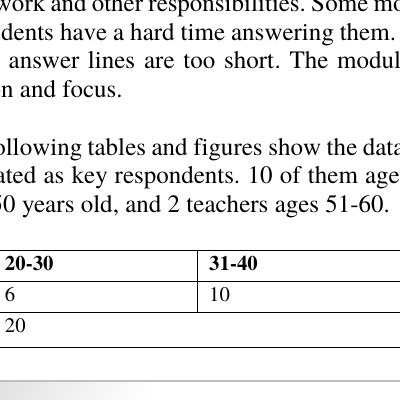 work and other responsibilities. Some mo
dents have a hard time answering them.
answer lines are too short. The modul
n and focus.
ollowing tables and figures show the data
ated as key respondents. 10 of them age
50 years old, and 2 teachers ages 51-60.
20-30 31-40
6 10
20